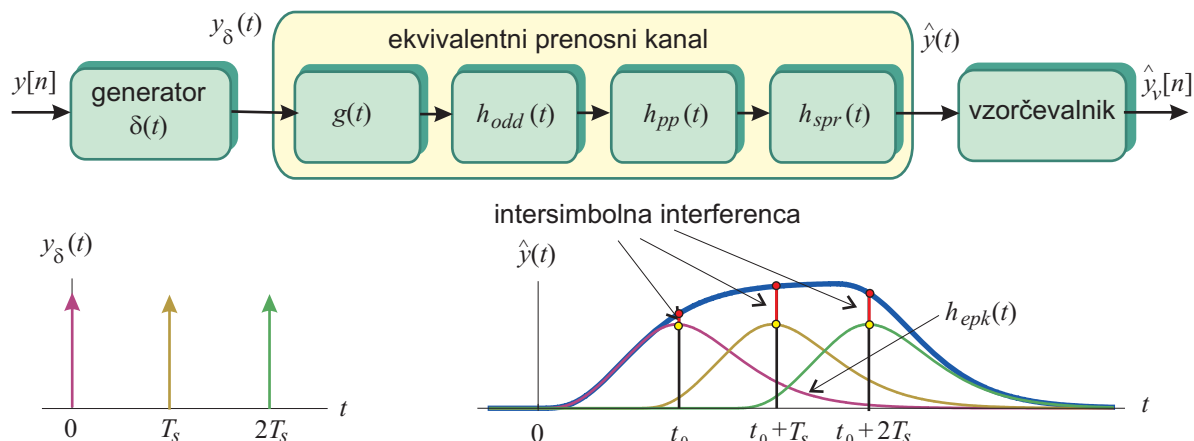 y_δ(t)
ekvivalentni prenosni kanal
ŷ(t)
y[n]
generator
δ(t)
g(t)
h_odd(t)
h_pp(t)
h_spr(t)
vzorčevalnik
ŷ_v[n]
intersimbolna interferenca
y_δ(t)
ŷ(t)
h_epk(t)
0
T_s
2T_s
t
0
t_0
t_0+T_s
t_0+2T_s
t